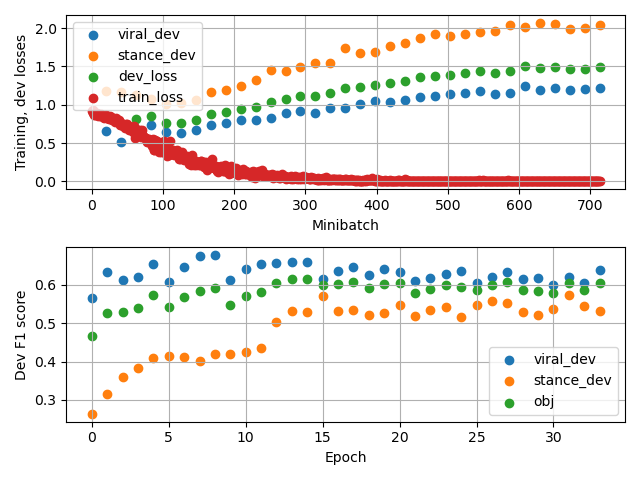 Training, dev losses
2.0
1.5
1.0
0.5
0.0
viral_dev
stance_dev
dev_loss
train_loss
0 100 200 300 400 500 600 700
Minibatch
Dev F1 score
0.6
0.5
0.4
0.3
viral_dev
stance_dev
obj
0 5 10 15 20 25 30
Epoch